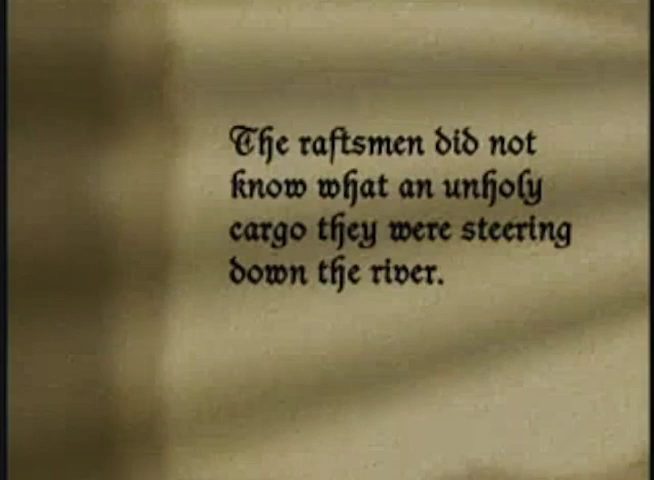 The raftsmen did not
know what an unholy
cargo they were steering
down the river.